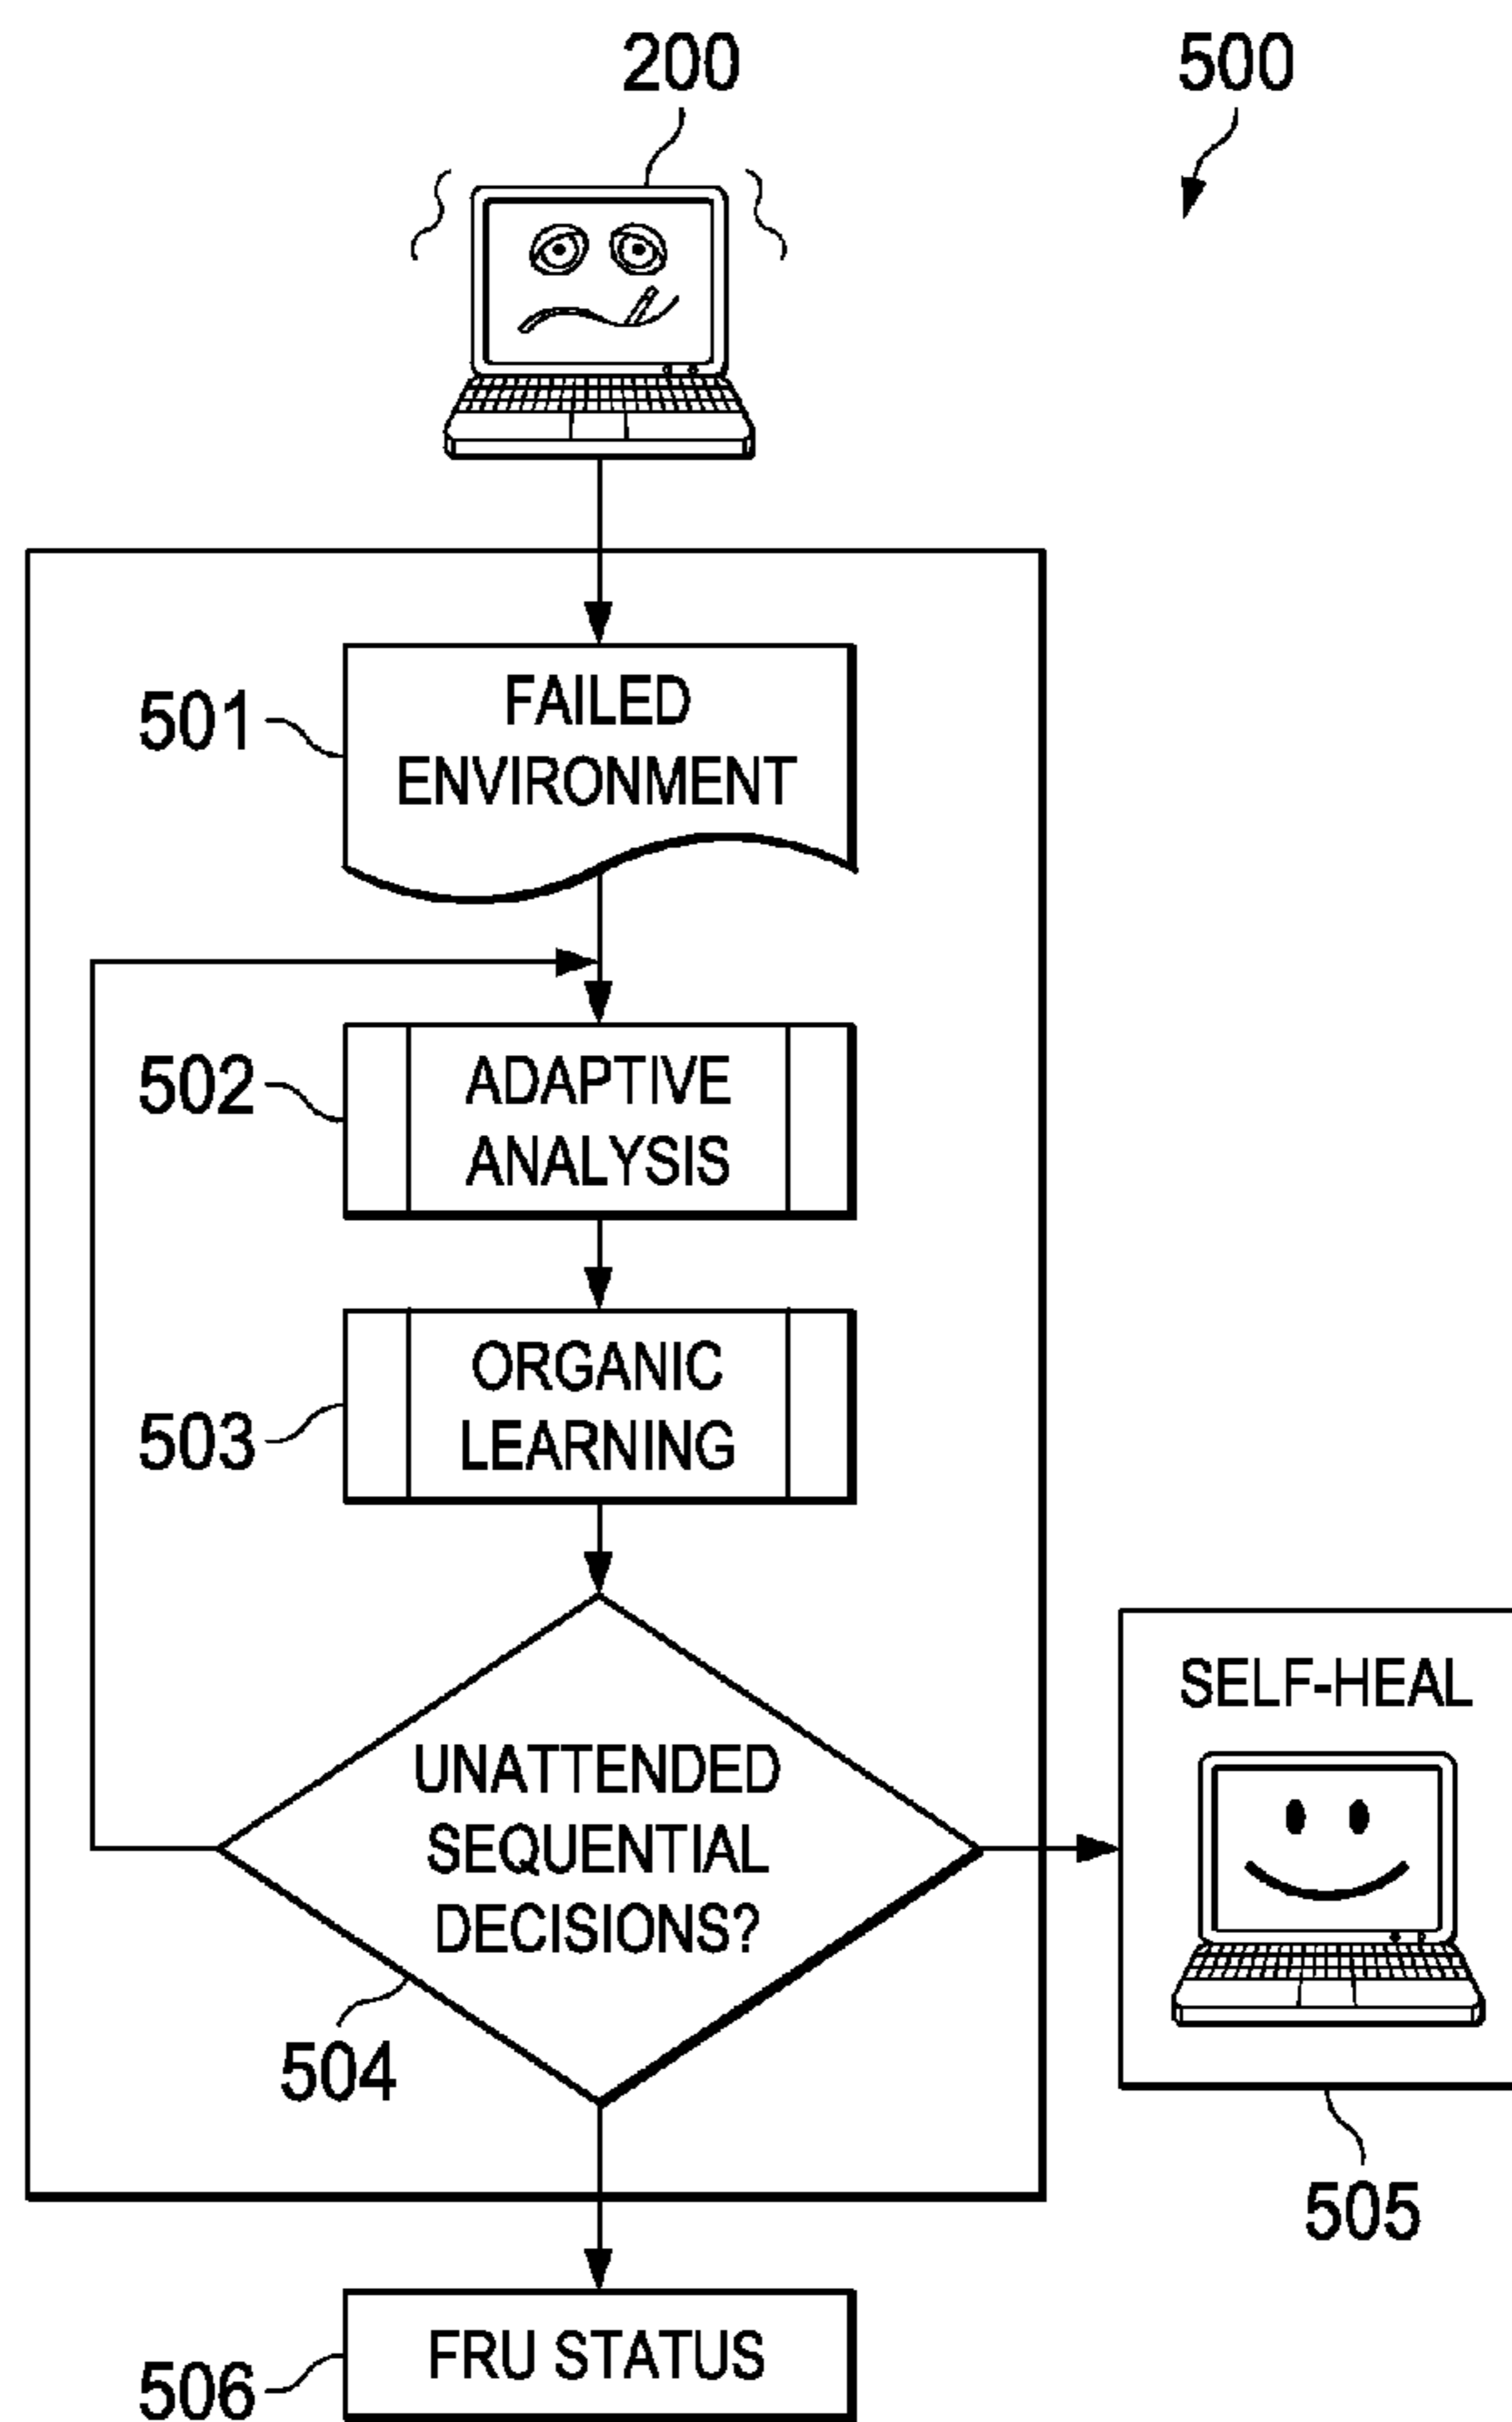 200
500
501
FAILED
ENVIRONMENT
502
ADAPTIVE
ANALYSIS
503
ORGANIC
LEARNING
UNATTENDED
SEQUENTIAL
DECISIONS?
504
SELF-HEAL
505
506
FRU STATUS